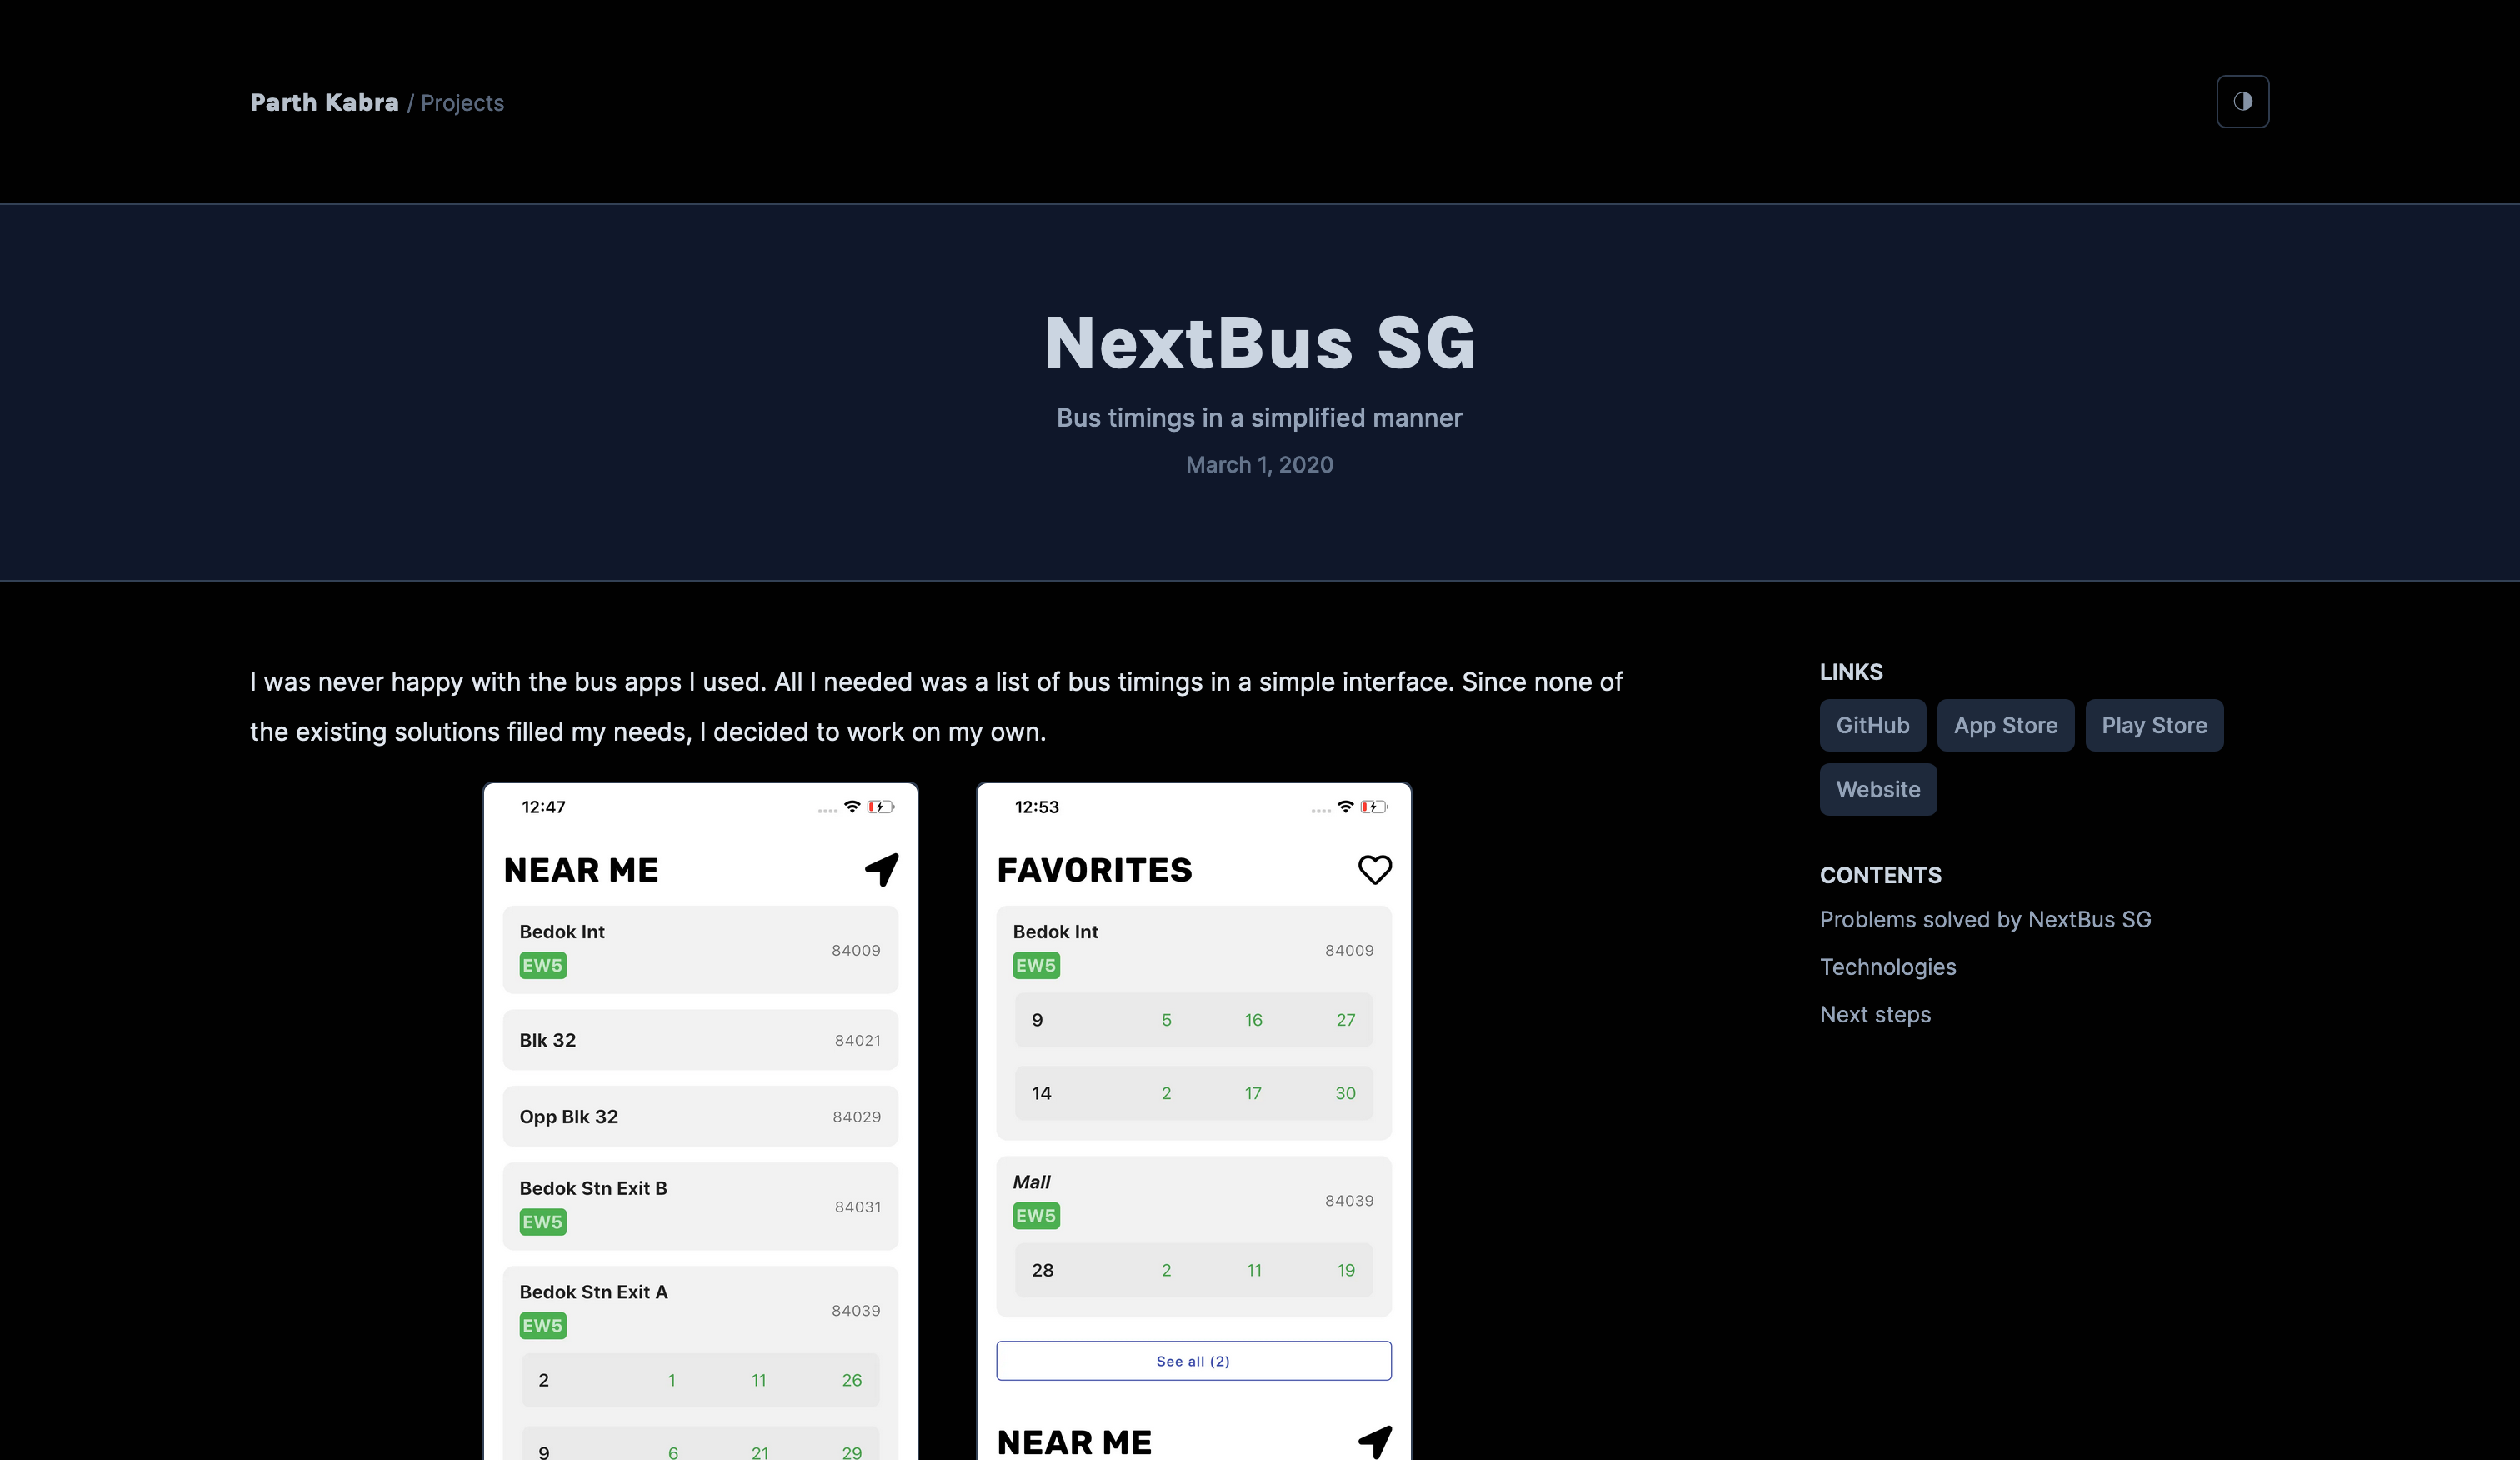 Parth Kabra / Projects
NextBus SG
Bus timings in a simplified manner
March 1, 2020
I was never happy with the bus apps I used. All I needed was a list of bus timings in a simple interface. Since none of
the existing solutions filled my needs, I decided to work on my own.
12:47
NEAR ME
Bedok Int
84009
EW5
Blk 32 84021
Opp Blk 32 84029
Bedok Stn Exit B
84031
EW5
Bedok Stn Exit A
84039
EW5
2 1 11 26
9 6 21 29
12:53
FAVORITES
Bedok Int
84009
EW5
9 5 16 27
14 2 17 30
Mall
84039
EW5
28 2 11 19
See all (2)
NEAR ME
LINKS
GitHub App Store Play Store
Website
CONTENTS
Problems solved by NextBus SG
Technologies
Next steps